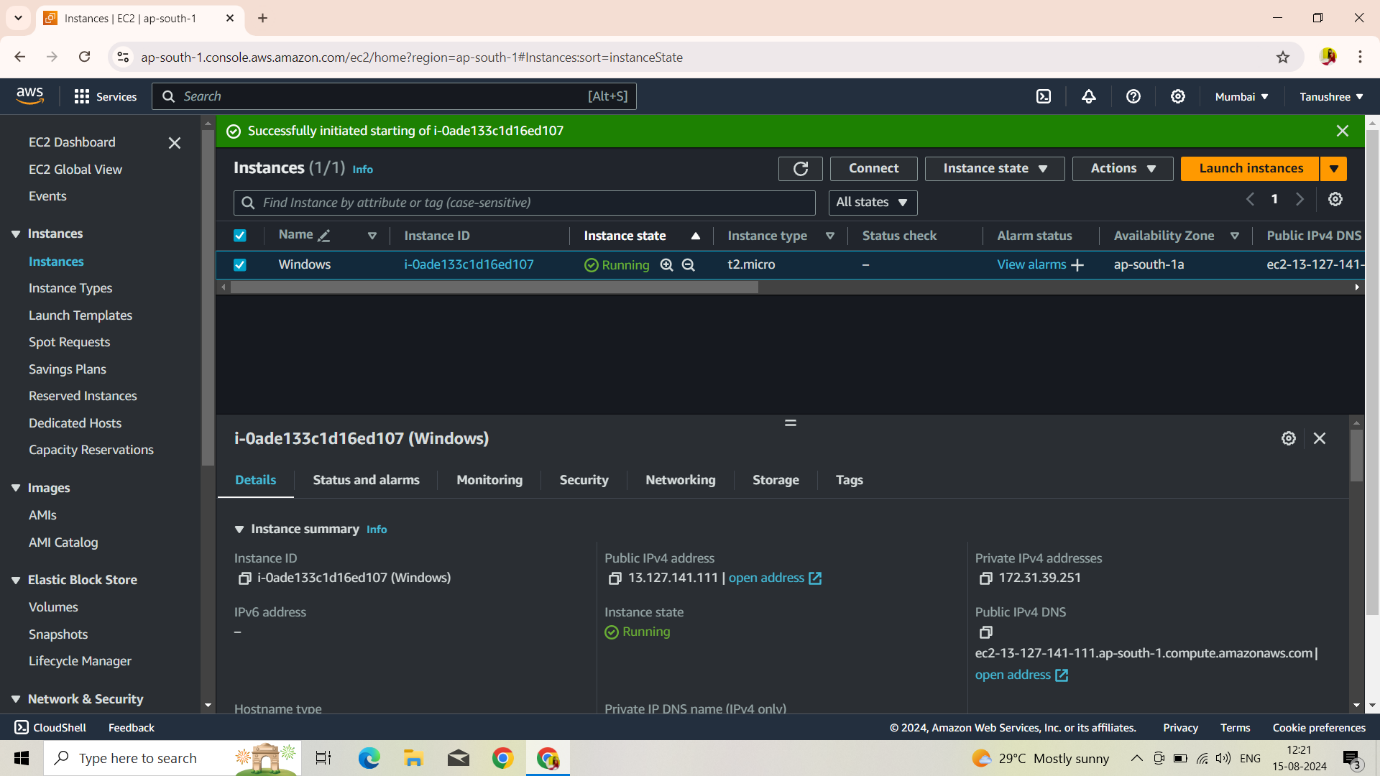 Instances | EC2 | ap-south-1
ap-south-1.console.aws.amazon.com/ec2/home?region=ap-south-1#Instances:sort=instanceState
aws
Services
Search
[Alt+S]
Mumbai
Tanushree
EC2 Dashboard
EC2 Global View
Events
Instances
Instances
Instance Types
Launch Templates
Spot Requests
Savings Plans
Reserved Instances
Dedicated Hosts
Capacity Reservations
Images
AMIs
AMI Catalog
Elastic Block Store
Volumes
Snapshots
Lifecycle Manager
Network & Security
Successfully initiated starting of i-0ade133c1d16ed107
Instances (1/1) Info
Connect
Instance state
Actions
Launch instances
Find Instance by attribute or tag (case-sensitive)
All states
1
Name Instance ID Instance state Instance type Status check Alarm status Availability Zone Public IPv4 DNS
Windows i-0ade133c1d16ed107 Running t2.micro – View alarms + ap-south-1a ec2-13-127-141-
i-0ade133c1d16ed107 (Windows)
Details Status and alarms Monitoring Security Networking Storage Tags
Instance summary Info
Instance ID
i-0ade133c1d16ed107 (Windows)
IPv6 address
–
Hostname type
Public IPv4 address
13.127.141.111 | open address
Instance state
Running
Private IP DNS name (IPv4 only)
Private IPv4 addresses
172.31.39.251
Public IPv4 DNS
ec2-13-127-141-111.ap-south-1.compute.amazonaws.com |
open address
CloudShell Feedback
© 2024, Amazon Web Services, Inc. or its affiliates. Privacy Terms Cookie preferences
Type here to search
29°C Mostly sunny
ENG
12:21
15-08-2024
3